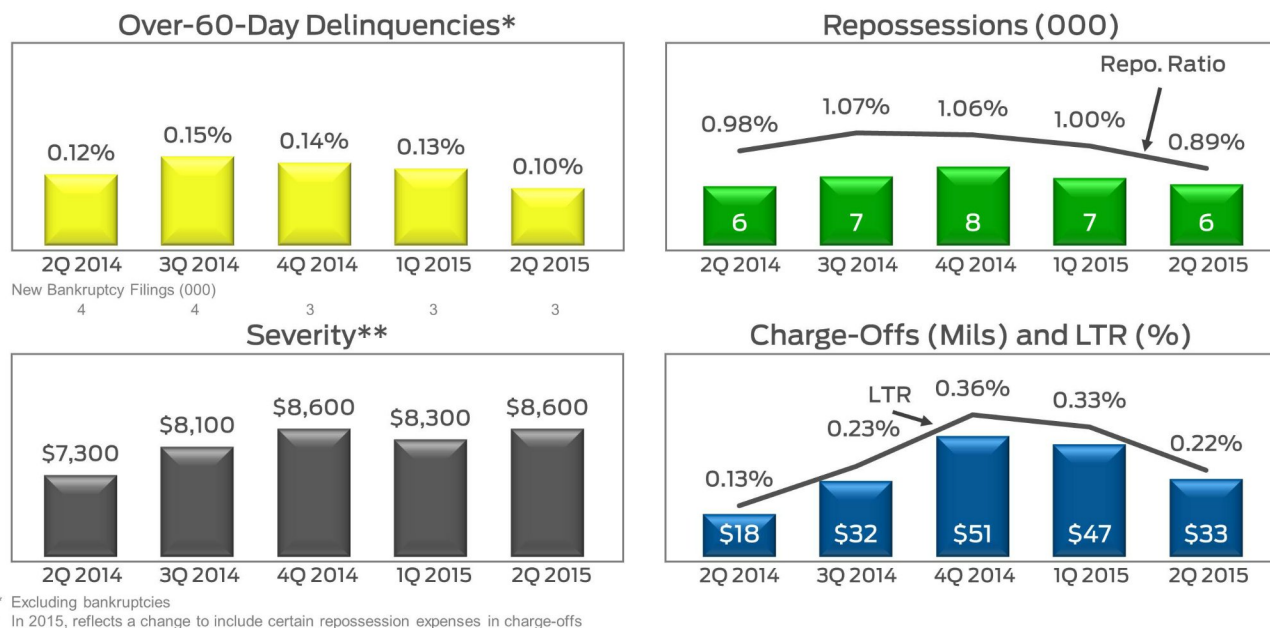 Over-60-Day Delinquencies*
0.12% 0.15% 0.14% 0.13% 0.10%
2Q 2014 3Q 2014 4Q 2014 1Q 2015 2Q 2015
New Bankruptcy Filings (000)
4 4 3 3 3
Repossessions (000)
Repo. Ratio
0.98% 1.07% 1.06% 1.00% 0.89%
6 7 8 7 6
2Q 2014 3Q 2014 4Q 2014 1Q 2015 2Q 2015
Severity**
$7,300 $8,100 $8,600 $8,300 $8,600
2Q 2014 3Q 2014 4Q 2014 1Q 2015 2Q 2015
Charge-Offs (Mils) and LTR (%)
LTR
0.13% 0.23% 0.36% 0.33% 0.22%
$18 $32 $51 $47 $33
2Q 2014 3Q 2014 4Q 2014 1Q 2015 2Q 2015
* Excluding bankruptcies
In 2015, reflects a change to include certain repossession expenses in charge-offs